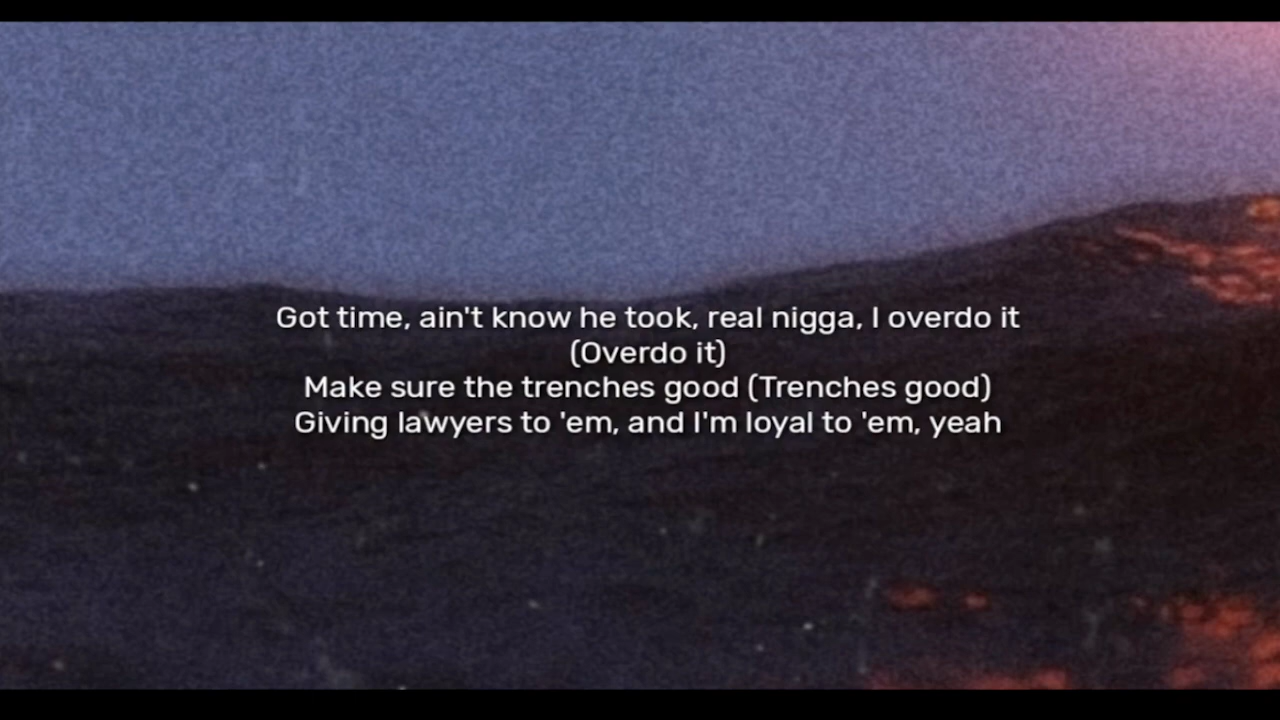 Got time, ain't know he took, real nigga, I overdo it
(Overdo it)
Make sure the trenches good (Trenches good)
Giving lawyers to 'em, and I'm loyal to 'em, yeah